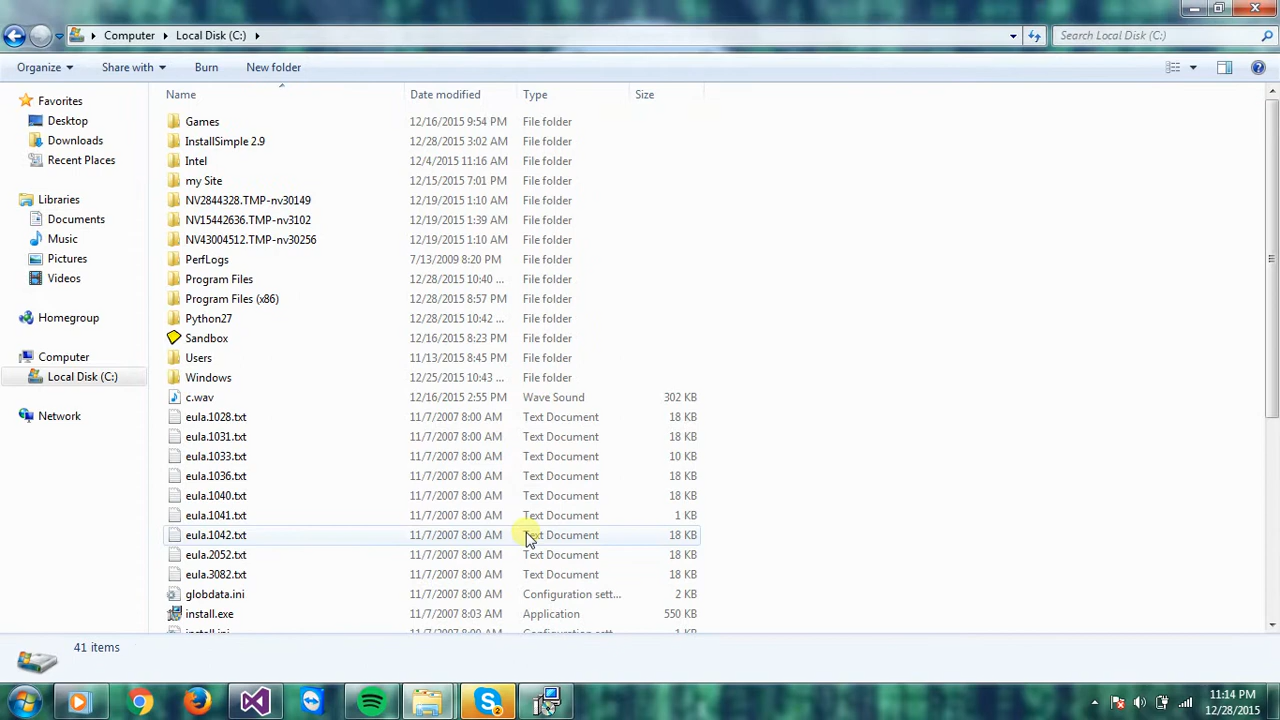 Computer Local Disk (C:) Search Local Disk (C:)
Organize Share with Burn New folder
Name Date modified Type Size
Favorites
Desktop
Downloads
Recent Places
Libraries
Documents
Music
Pictures
Videos
Homegroup
Computer
Local Disk (C:)
Network
Games 12/16/2015 9:54 PM File folder
InstallSimple 2.9 12/28/2015 3:02 AM File folder
Intel 12/4/2015 11:16 AM File folder
my Site 12/15/2015 7:01 PM File folder
NV2844328.TMP-nv30149 12/19/2015 1:10 AM File folder
NV15442636.TMP-nv3102 12/19/2015 1:39 AM File folder
NV43004512.TMP-nv30256 12/19/2015 1:10 AM File folder
PerfLogs 7/13/2009 8:20 PM File folder
Program Files 12/28/2015 10:40 ... File folder
Program Files (x86) 12/28/2015 8:57 PM File folder
Python27 12/28/2015 10:42 ... File folder
Sandbox 12/16/2015 8:23 PM File folder
Users 11/13/2015 8:45 PM File folder
Windows 12/25/2015 10:43 ... File folder
c.wav 12/16/2015 2:55 PM Wave Sound 302 KB
eula.1028.txt 11/7/2007 8:00 AM Text Document 18 KB
eula.1031.txt 11/7/2007 8:00 AM Text Document 18 KB
eula.1033.txt 11/7/2007 8:00 AM Text Document 10 KB
eula.1036.txt 11/7/2007 8:00 AM Text Document 18 KB
eula.1040.txt 11/7/2007 8:00 AM Text Document 18 KB
eula.1041.txt 11/7/2007 8:00 AM Text Document 1 KB
eula.1042.txt 11/7/2007 8:00 AM Text Document 18 KB
eula.2052.txt 11/7/2007 8:00 AM Text Document 18 KB
eula.3082.txt 11/7/2007 8:00 AM Text Document 18 KB
globdata.ini 11/7/2007 8:00 AM Configuration sett... 2 KB
install.exe 11/7/2007 8:03 AM Application 550 KB
install.ini 11/7/2007 8:00 AM Configuration sett... 1 KB
41 items
11:14 PM
12/28/2015